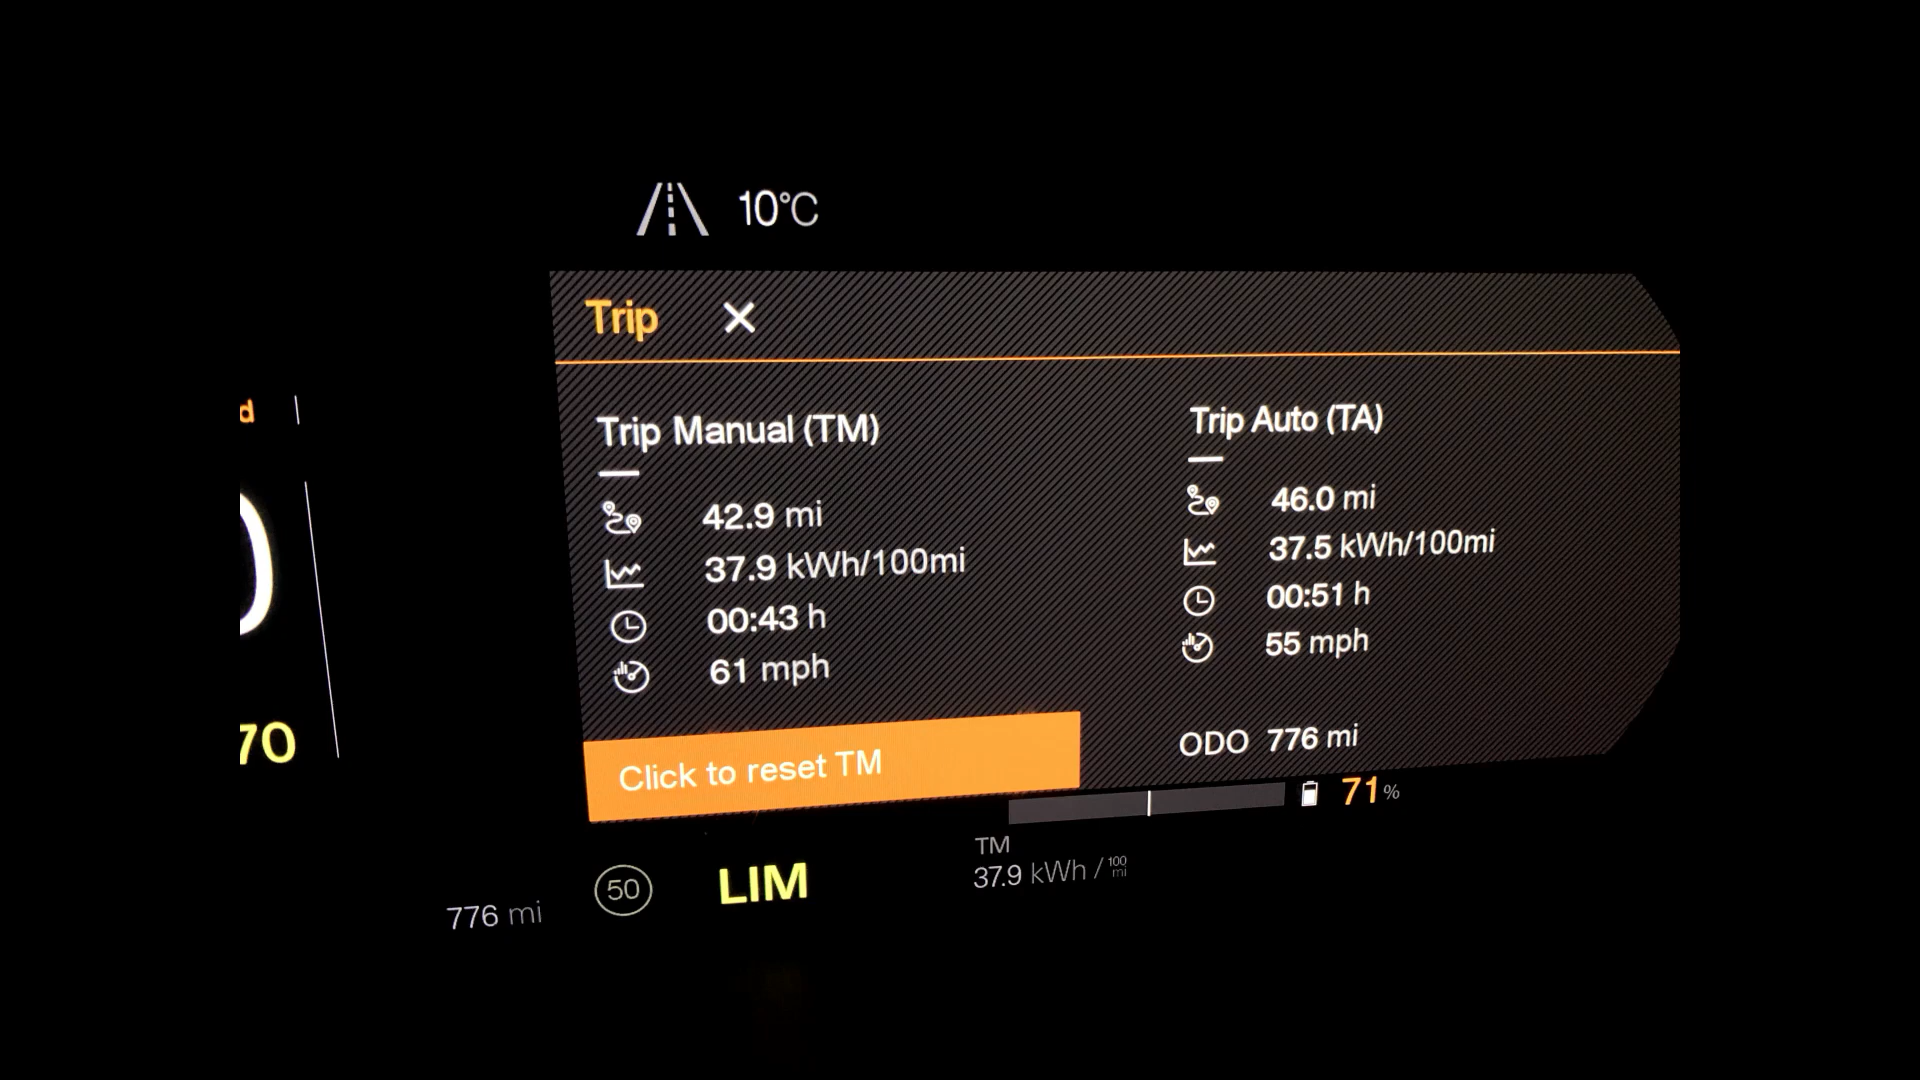 10°C
Trip
d
Trip Manual (TM)
42.9 mi
37.9 kWh/100mi
00:43 h
61 mph
Click to reset TM
Trip Auto (TA)
46.0 mi
37.5 kWh/100mi
00:51 h
55 mph
ODO 776 mi
70
71%
TM
37.9 kWh / 100 mi
776 mi
50
LIM